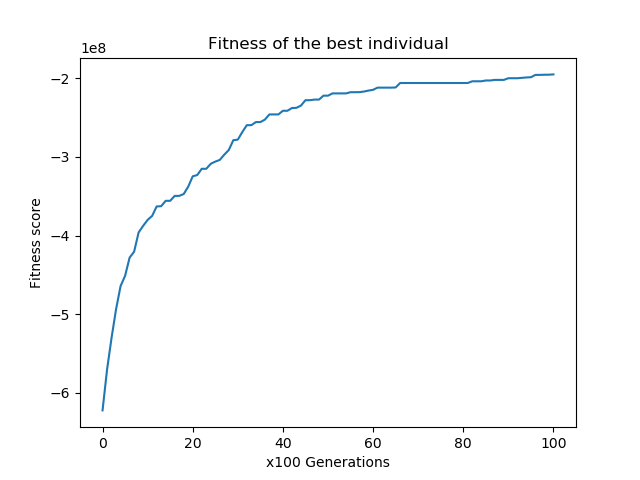 Fitness of the best individual
1e8
−2
−3
−4
−5
−6
Fitness score
0 20 40 60 80 100
x100 Generations